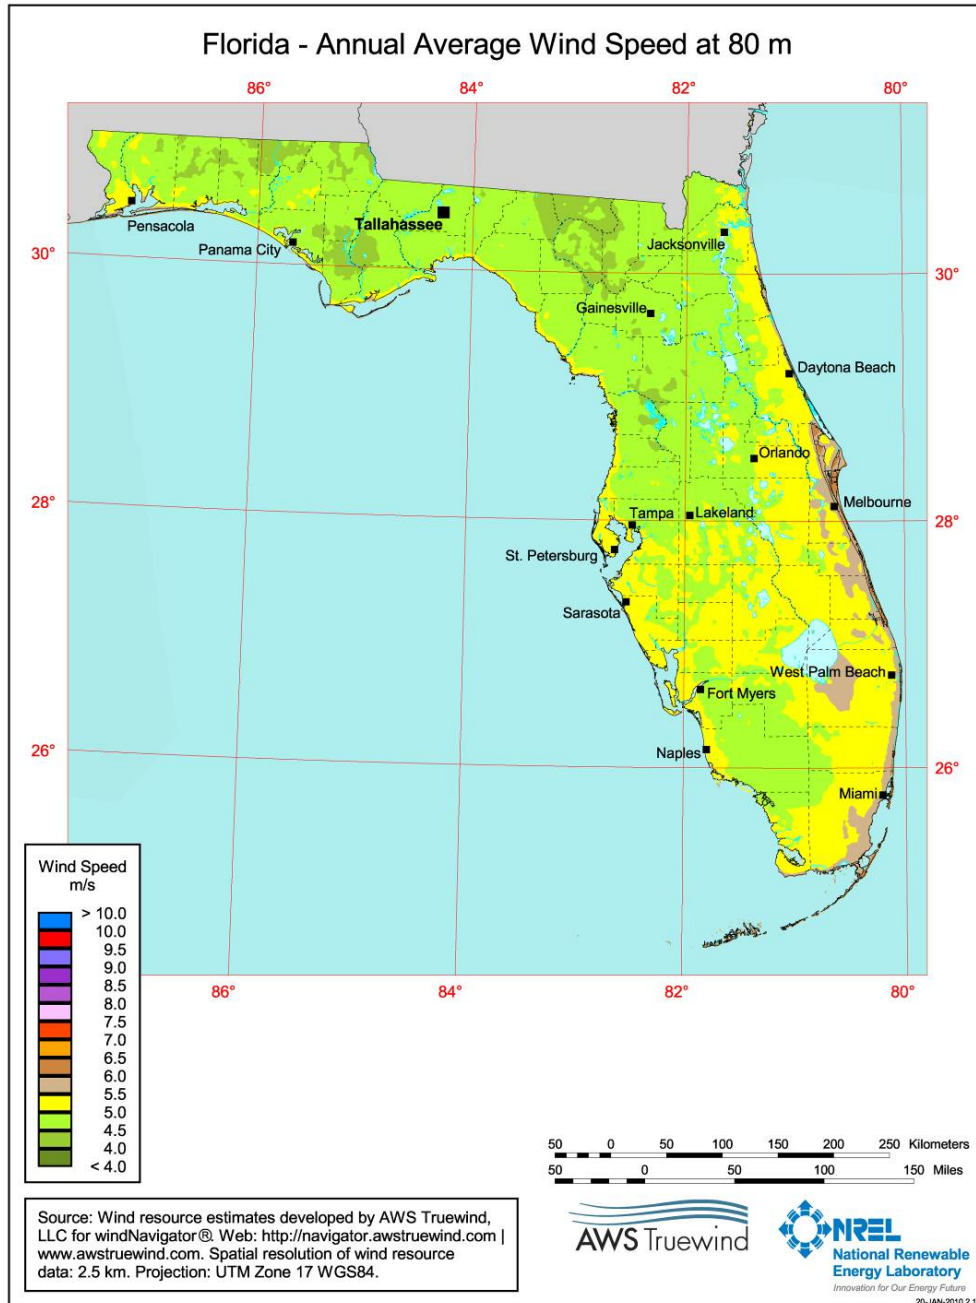 Florida - Annual Average Wind Speed at 80 m
86° 84° 82° 80°
Pensacola
Tallahassee
Panama City
Jacksonville
30° 30°
Gainesville
Daytona Beach
Orlando
Melbourne
Tampa Lakeland
28° 28°
St. Petersburg
Sarasota
West Palm Beach
Fort Myers
Naples
26° 26°
Miami
86° 84° 82° 80°
Wind Speed
m/s
> 10.0
10.0
9.5
9.0
8.5
8.0
7.5
7.0
6.5
6.0
5.5
5.0
4.5
4.0
< 4.0
50 0 50 100 150 200 250 Kilometers
50 0 50 100 150 Miles
Source: Wind resource estimates developed by AWS Truewind,
LLC for windNavigator®. Web: http://navigator.awstruewind.com |
www.awstruewind.com. Spatial resolution of wind resource
data: 2.5 km. Projection: UTM Zone 17 WGS84.
AWS Truewind
NREL
National Renewable
Energy Laboratory
Innovation for Our Energy Future
20-JAN-2010 2.1